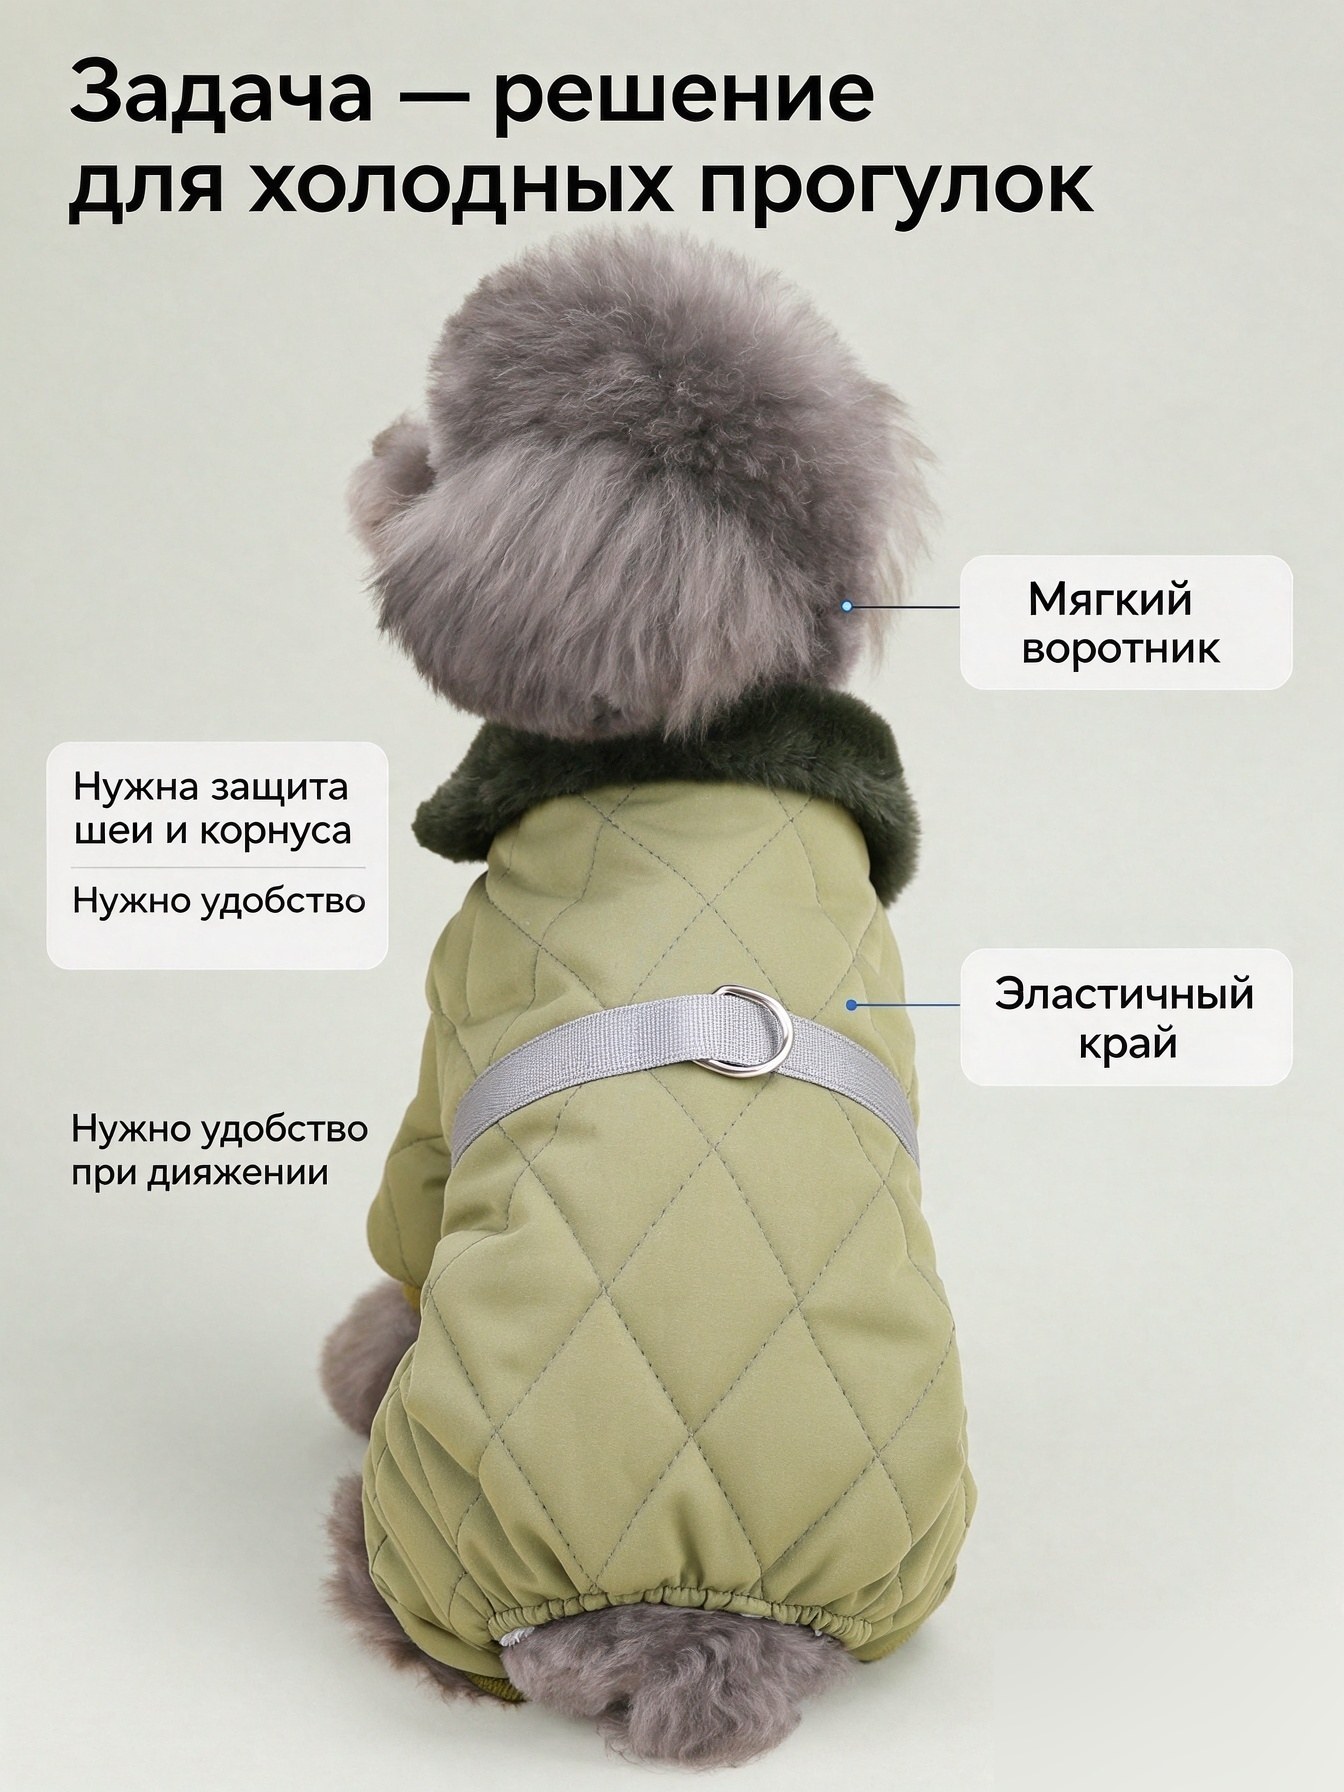 Задача — решение
для холодных прогулок
Мягкий
воротник
Нужна защита
шеи и корнуса
Нужно удобство
Эластичный
край
Нужно удобство
при дияжении